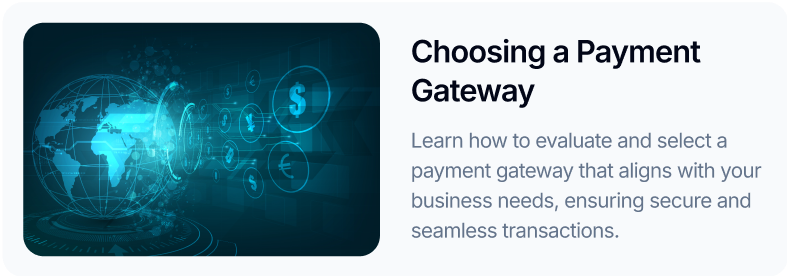 Choosing a Payment
Gateway
Learn how to evaluate and select a
payment gateway that aligns with your
business needs, ensuring secure and
seamless transactions.